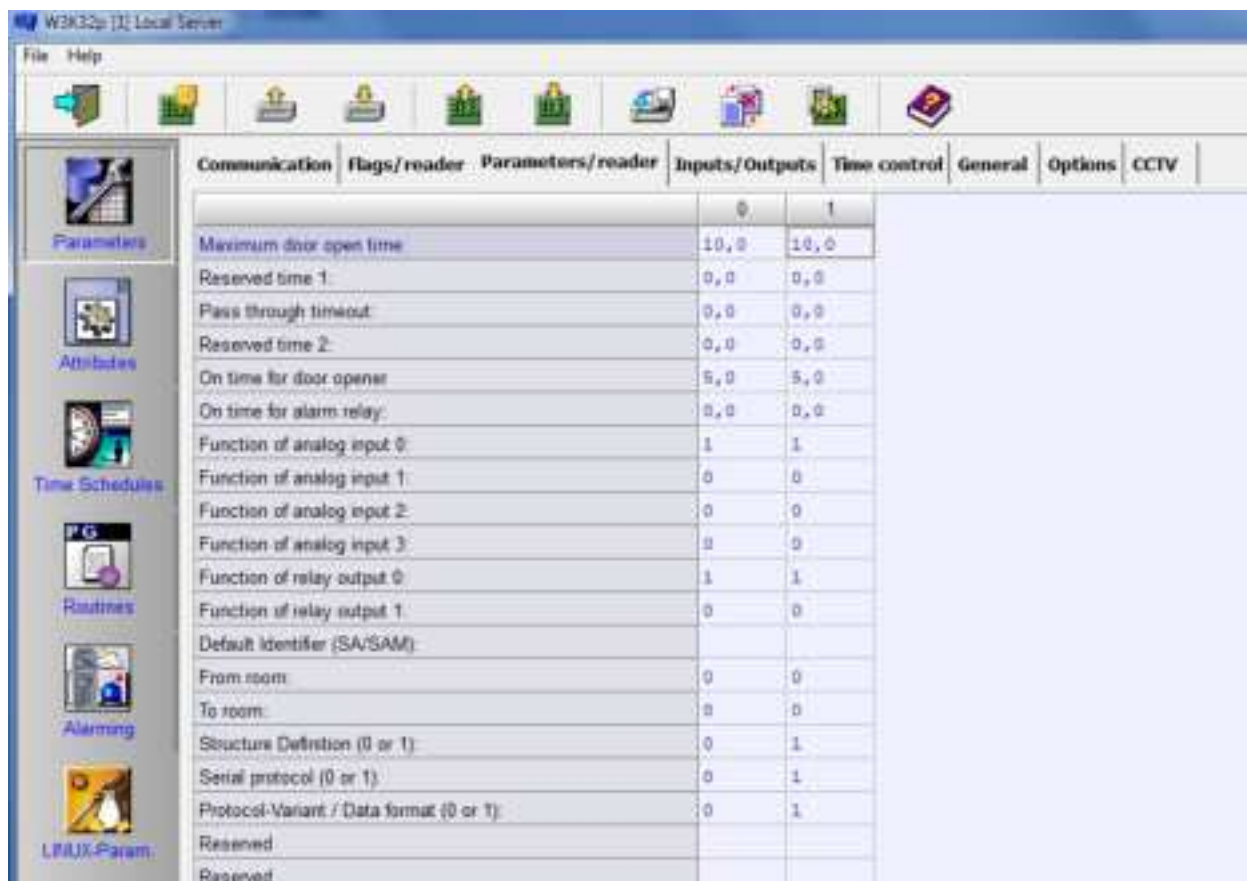 W3K32p [1] Local Server
File Help
Communication Flags/reader Parameters/reader Inputs/Outputs Time control General Options CCTV
0 1
Parameters
Maximum door open time 10,0 10,0
Reserved time 1: 0,0 0,0
Pass through timeout 0,0 0,0
Reserved time 2: 0,0 0,0
Attributes
On time for door opener 5,0 5,0
On time for alarm relay: 0,0 0,0
Function of analog input 0: 1 1
Function of analog input 1: 0 0
Time Schedules
Function of analog input 2: 0 0
Function of analog input 3: 0 0
PG
Function of relay output 0: 1 1
Routines
Function of relay output 1: 0 0
Default Identifier (SA/SAM):
From room: 0 0
To room: 0 0
Alarming
Structure Definition (0 or 1): 0 1
Serial protocol (0 or 1): 0 1
Protocol-Variant / Data format (0 or 1): 0 1
LINUX-Param.
Reserved
Reserved